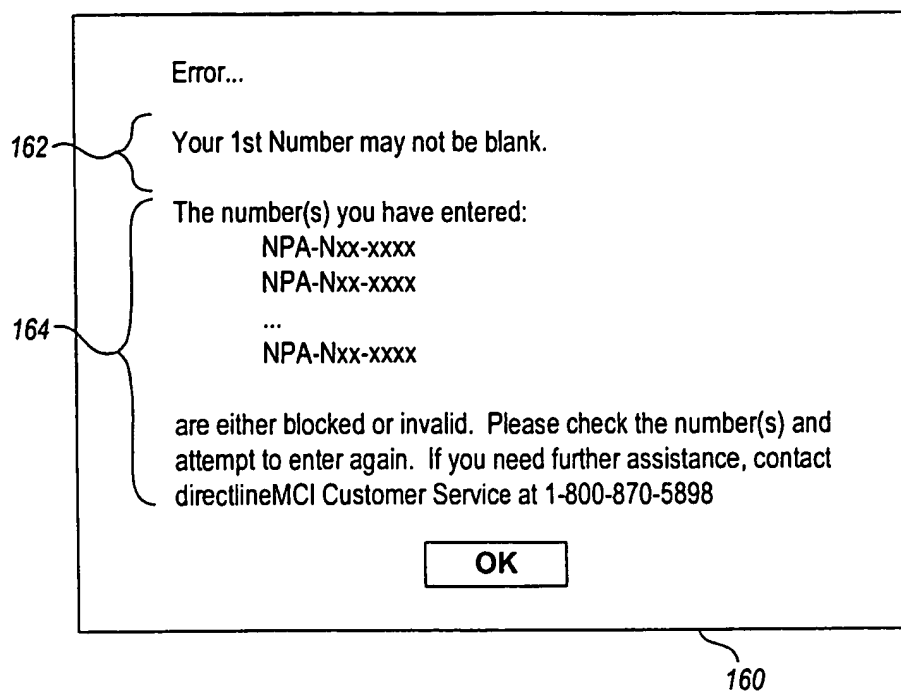 Error...
162
Your 1st Number may not be blank.
The number(s) you have entered:
NPA-Nxx-xxxx
NPA-Nxx-xxxx
164
...
NPA-Nxx-xxxx
are either blocked or invalid. Please check the number(s) and
attempt to enter again. If you need further assistance, contact
directlineMCI Customer Service at 1-800-870-5898
OK
160